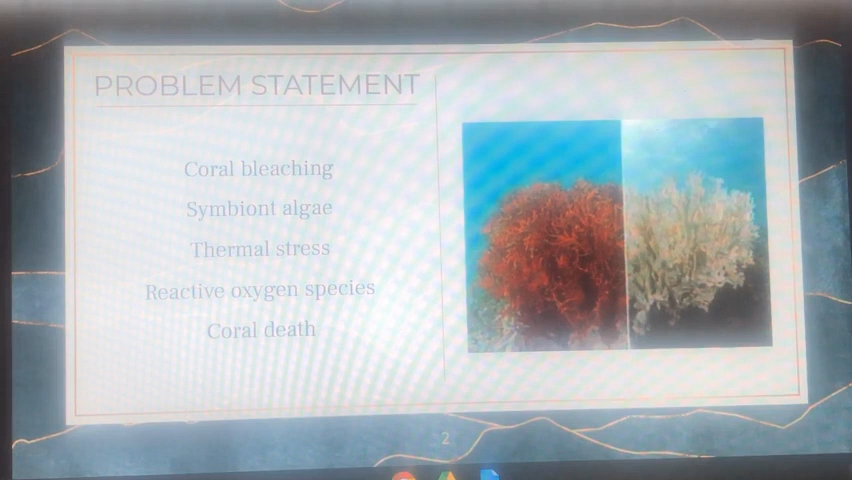 PROBLEM STATEMENT
Coral bleaching
Symbiont algae
Thermal stress
Reactive oxygen species
Coral death
2